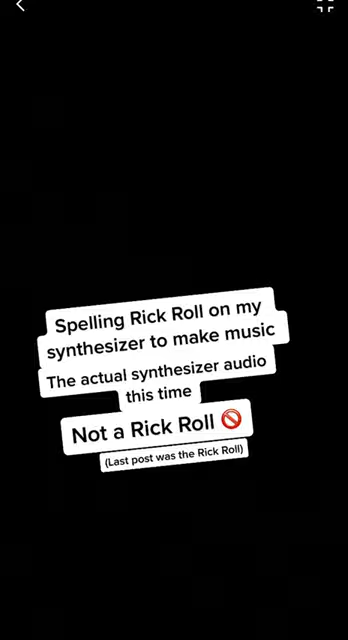 Spelling Rick Roll on my
synthesizer to make music
The actual synthesizer audio
this time
Not a Rick Roll 🚫
(Last post was the Rick Roll)